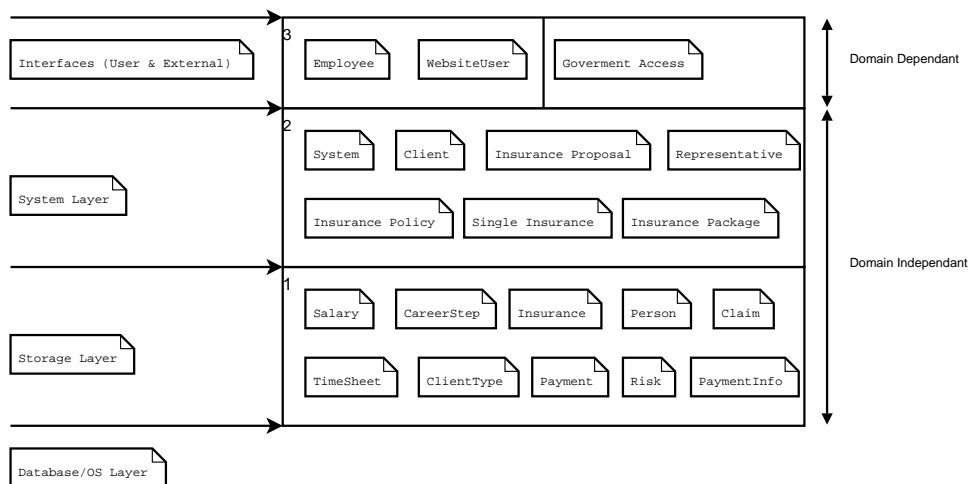 3
Interfaces (User & External)
Employee
WebsiteUser
Goverment Access
Domain Dependant
2
System
Client
Insurance Proposal
Representative
System Layer
Insurance Policy
Single Insurance
Insurance Package
Domain Independant
1
Salary
CareerStep
Insurance
Person
Claim
Storage Layer
TimeSheet
ClientType
Payment
Risk
PaymentInfo
Database/OS Layer